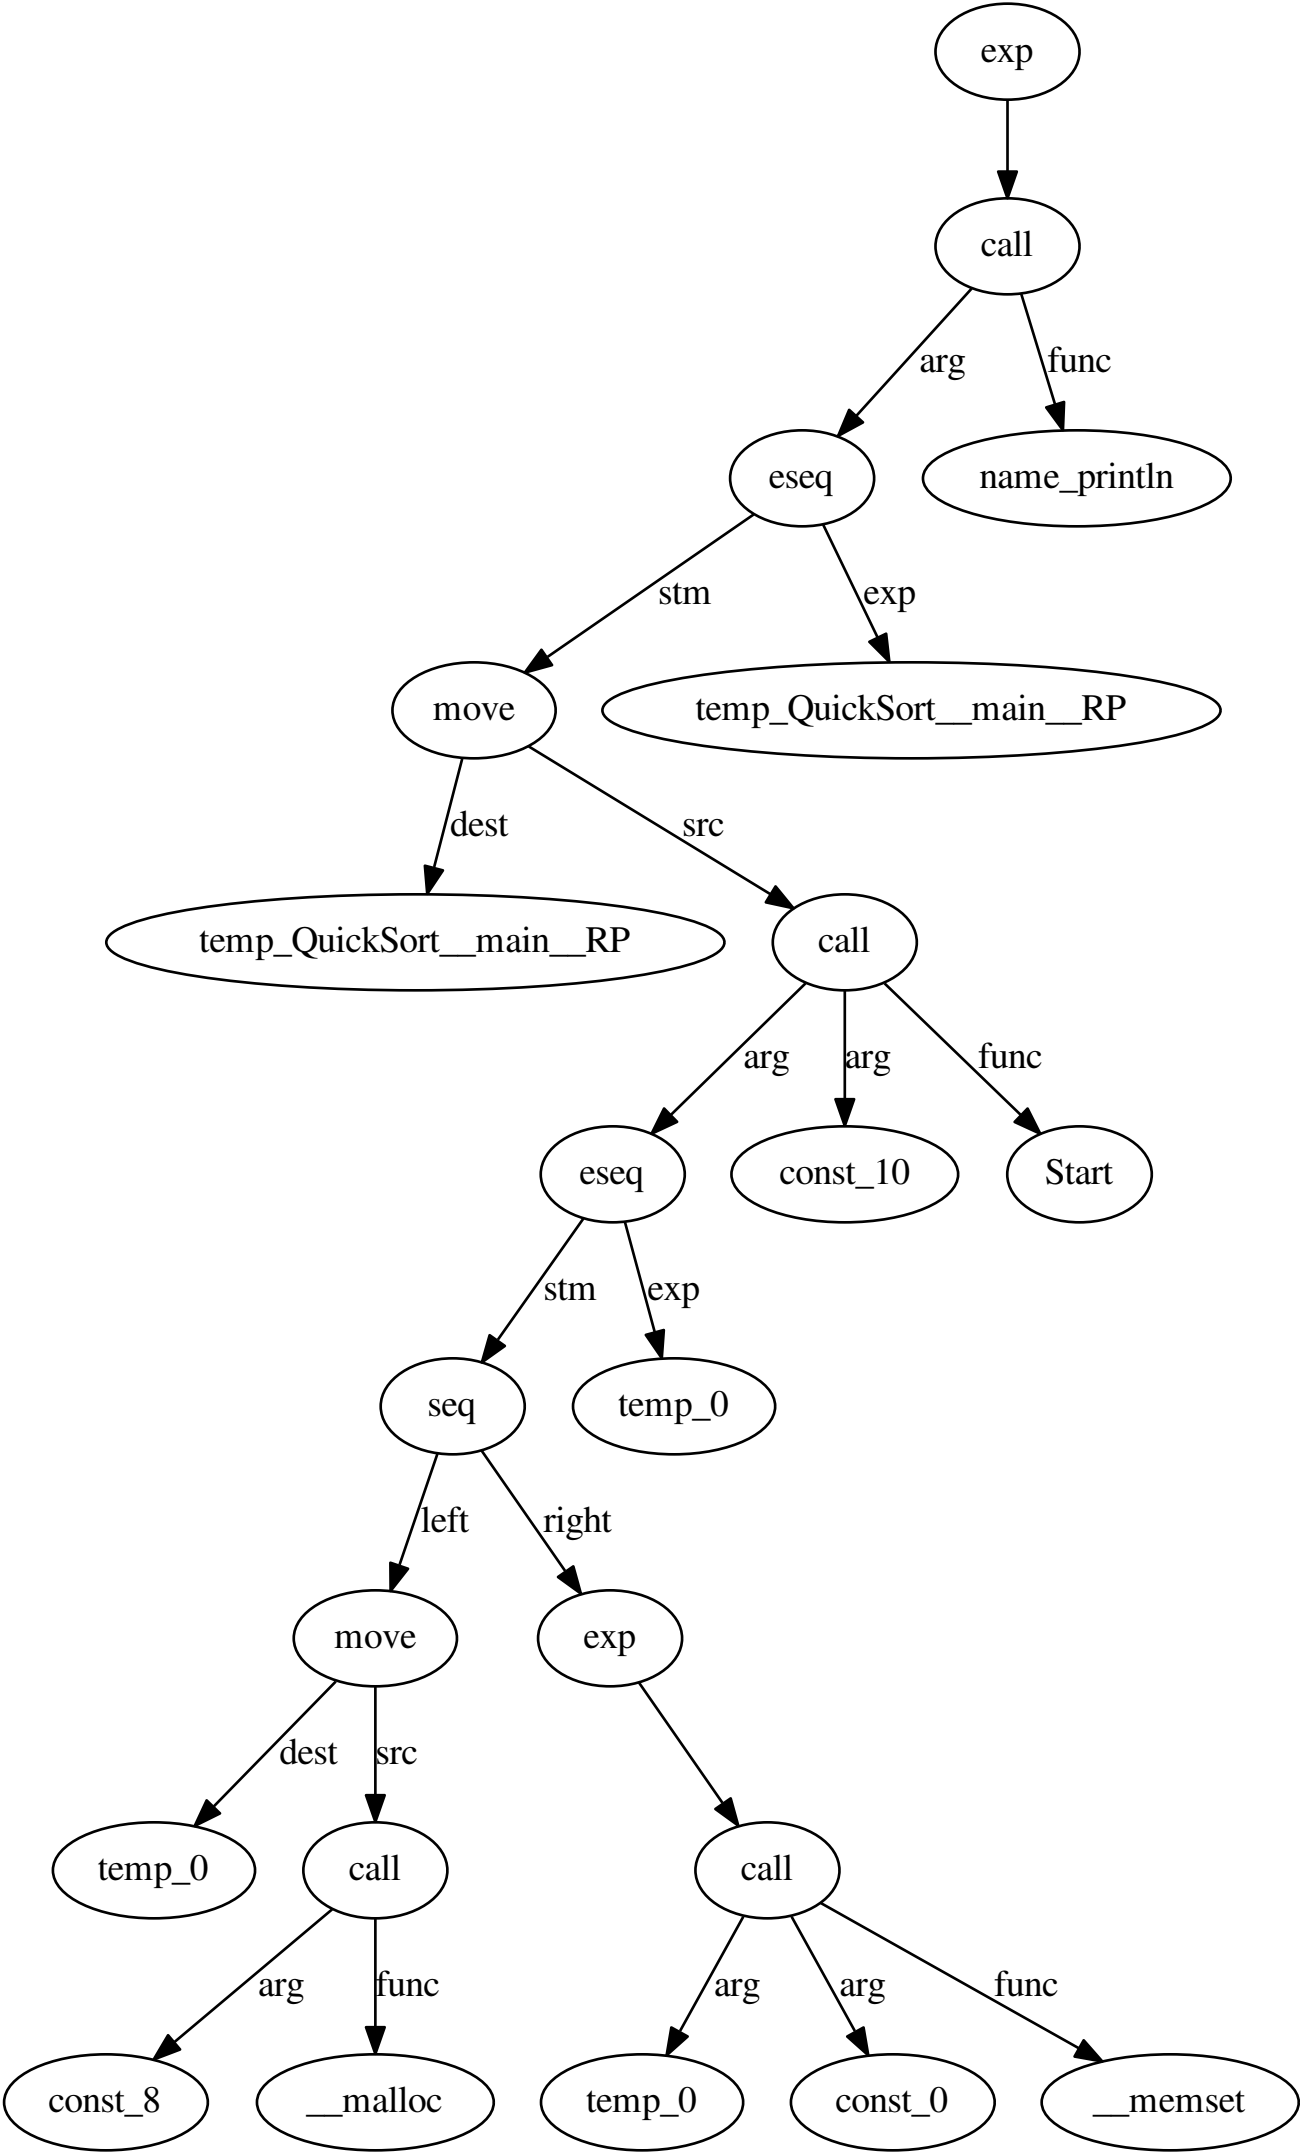 exp
call
arg
func
eseq
name_println
stm
exp
move
temp_QuickSort__main__RP
dest
src
temp_QuickSort__main__RP
call
arg
arg
func
eseq
const_10
Start
stm
exp
seq
temp_0
left
right
move
exp
dest
src
temp_0
call
call
arg
func
arg
arg
func
const_8
__malloc
temp_0
const_0
__memset